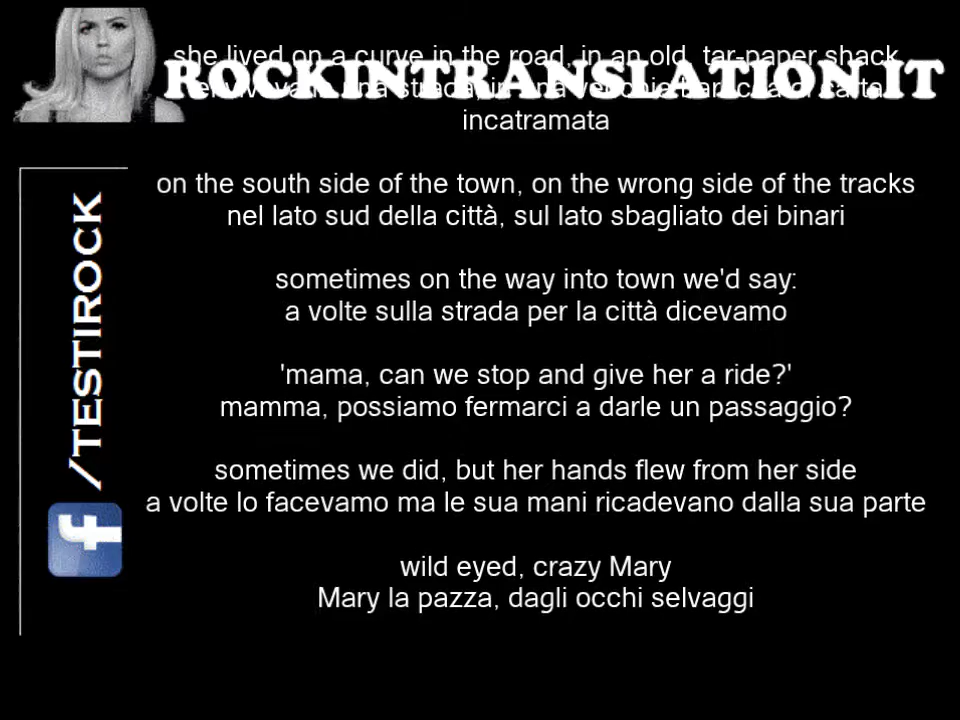 she lived on a curve in the road, in an old, tar-paper shack
ROCKINTRANSLATION.IT
incatramata
on the south side of the town, on the wrong side of the tracks
nel lato sud della città, sul lato sbagliato dei binari
sometimes on the way into town we'd say:
a volte sulla strada per la città dicevamo
'mama, can we stop and give her a ride?'
mamma, possiamo fermarci a darle un passaggio?
sometimes we did, but her hands flew from her side
a volte lo facevamo ma le sua mani ricadevano dalla sua parte
wild eyed, crazy Mary
Mary la pazza, dagli occhi selvaggi
/TESTIROCK
f